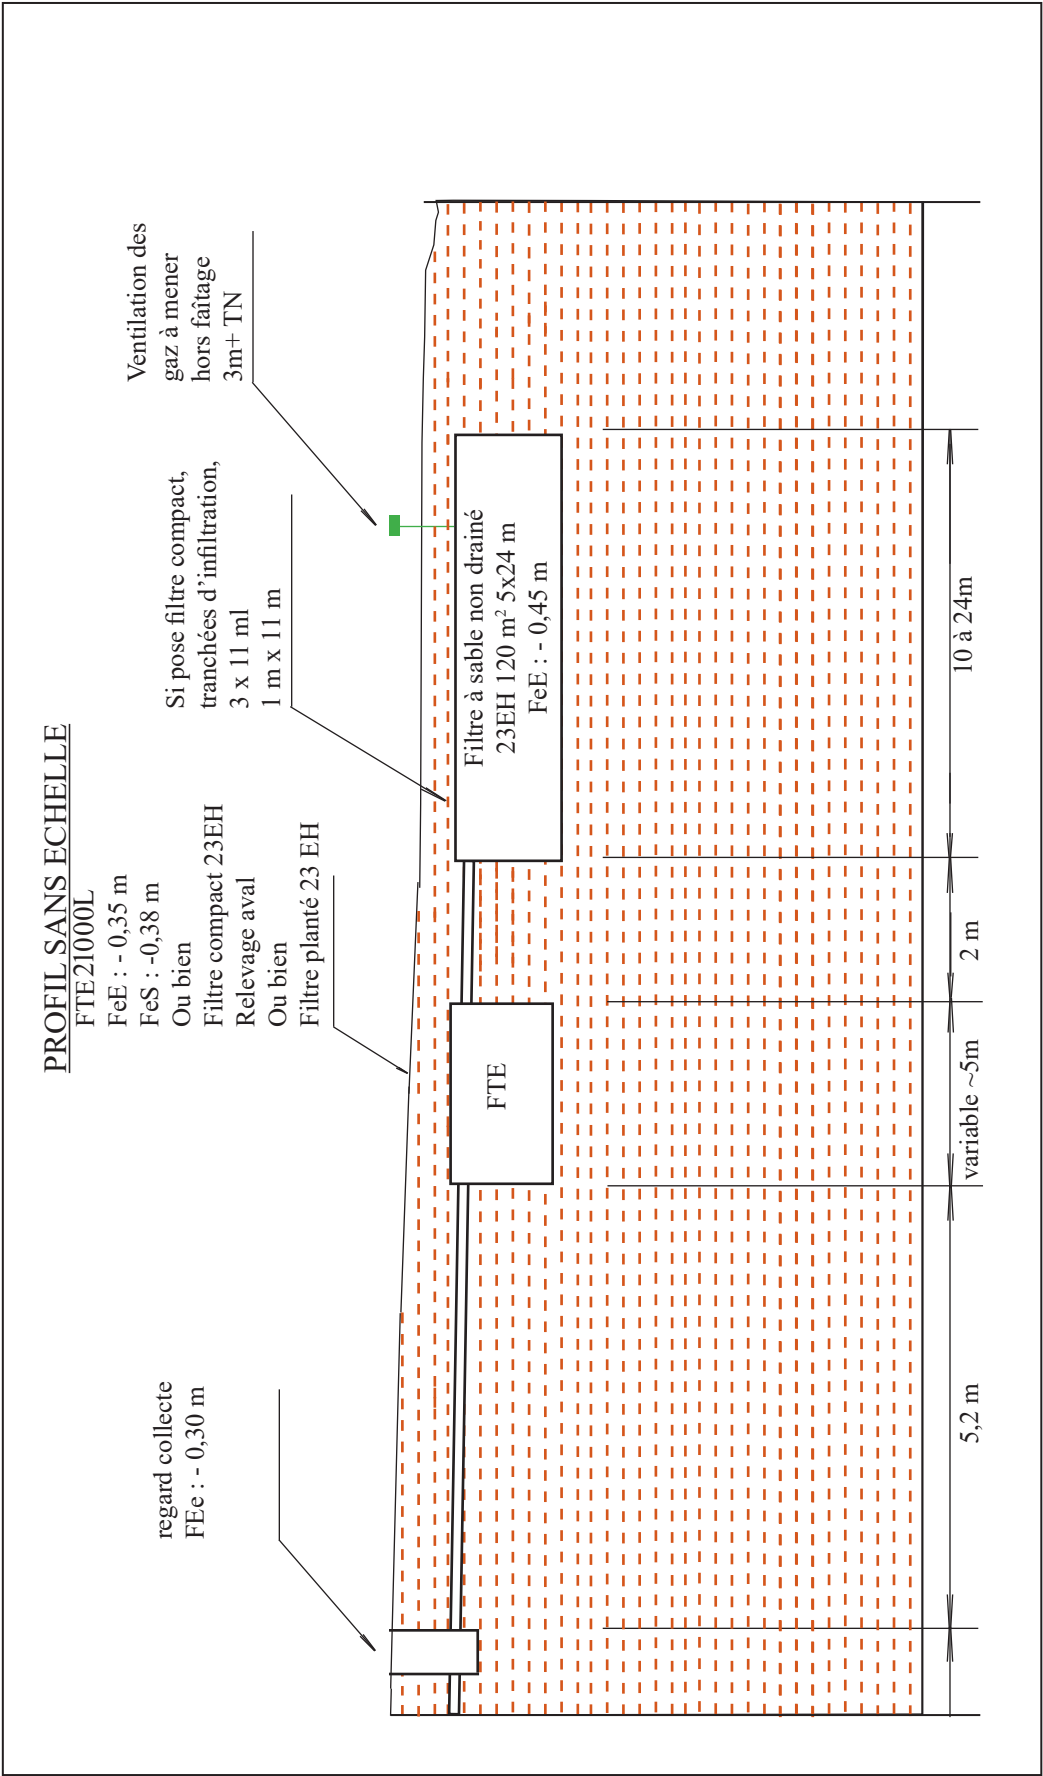 PROFIL SANS ECHELLE
regard collecte
FEe : - 0,30 m
FTE21000L
FeE : - 0,35 m
FeS : -0,38 m
Ou bien
Filtre compact 23EH
Relevage aval
Ou bien
Filtre planté 23 EH
Si pose filtre compact,
tranchées d'infiltration,
3 x 11 ml
1 m x 11 m
Ventilation des
gaz à mener
hors faîtage
3m+ TN
FTE
Filtre à sable non drainé
23EH 120 m² 5x24 m
FeE : - 0,45 m
5,2 m
variable ~5m
2 m
10 à 24m